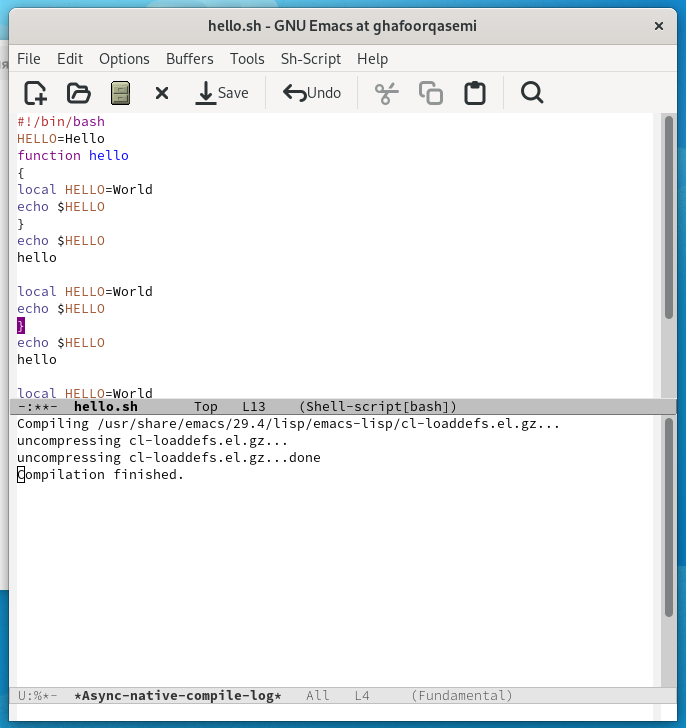 hello.sh - GNU Emacs at ghafoorqasemi
File Edit Options Buffers Tools Sh-Script Help
Save Undo
#!/bin/bash
HELLO=Hello
function hello
{
local HELLO=World
echo $HELLO
}
echo $HELLO
hello
local HELLO=World
echo $HELLO
}
echo $HELLO
hello
local HELLO=World
-:**- hello.sh Top L13 (Shell-script[bash])
Compiling /usr/share/emacs/29.4/lisp/emacs-lisp/cl-loaddefs.el.gz...
uncompressing cl-loaddefs.el.gz...
uncompressing cl-loaddefs.el.gz...done
Compilation finished.
U:%*- *Async-native-compile-log* All L4 (Fundamental)